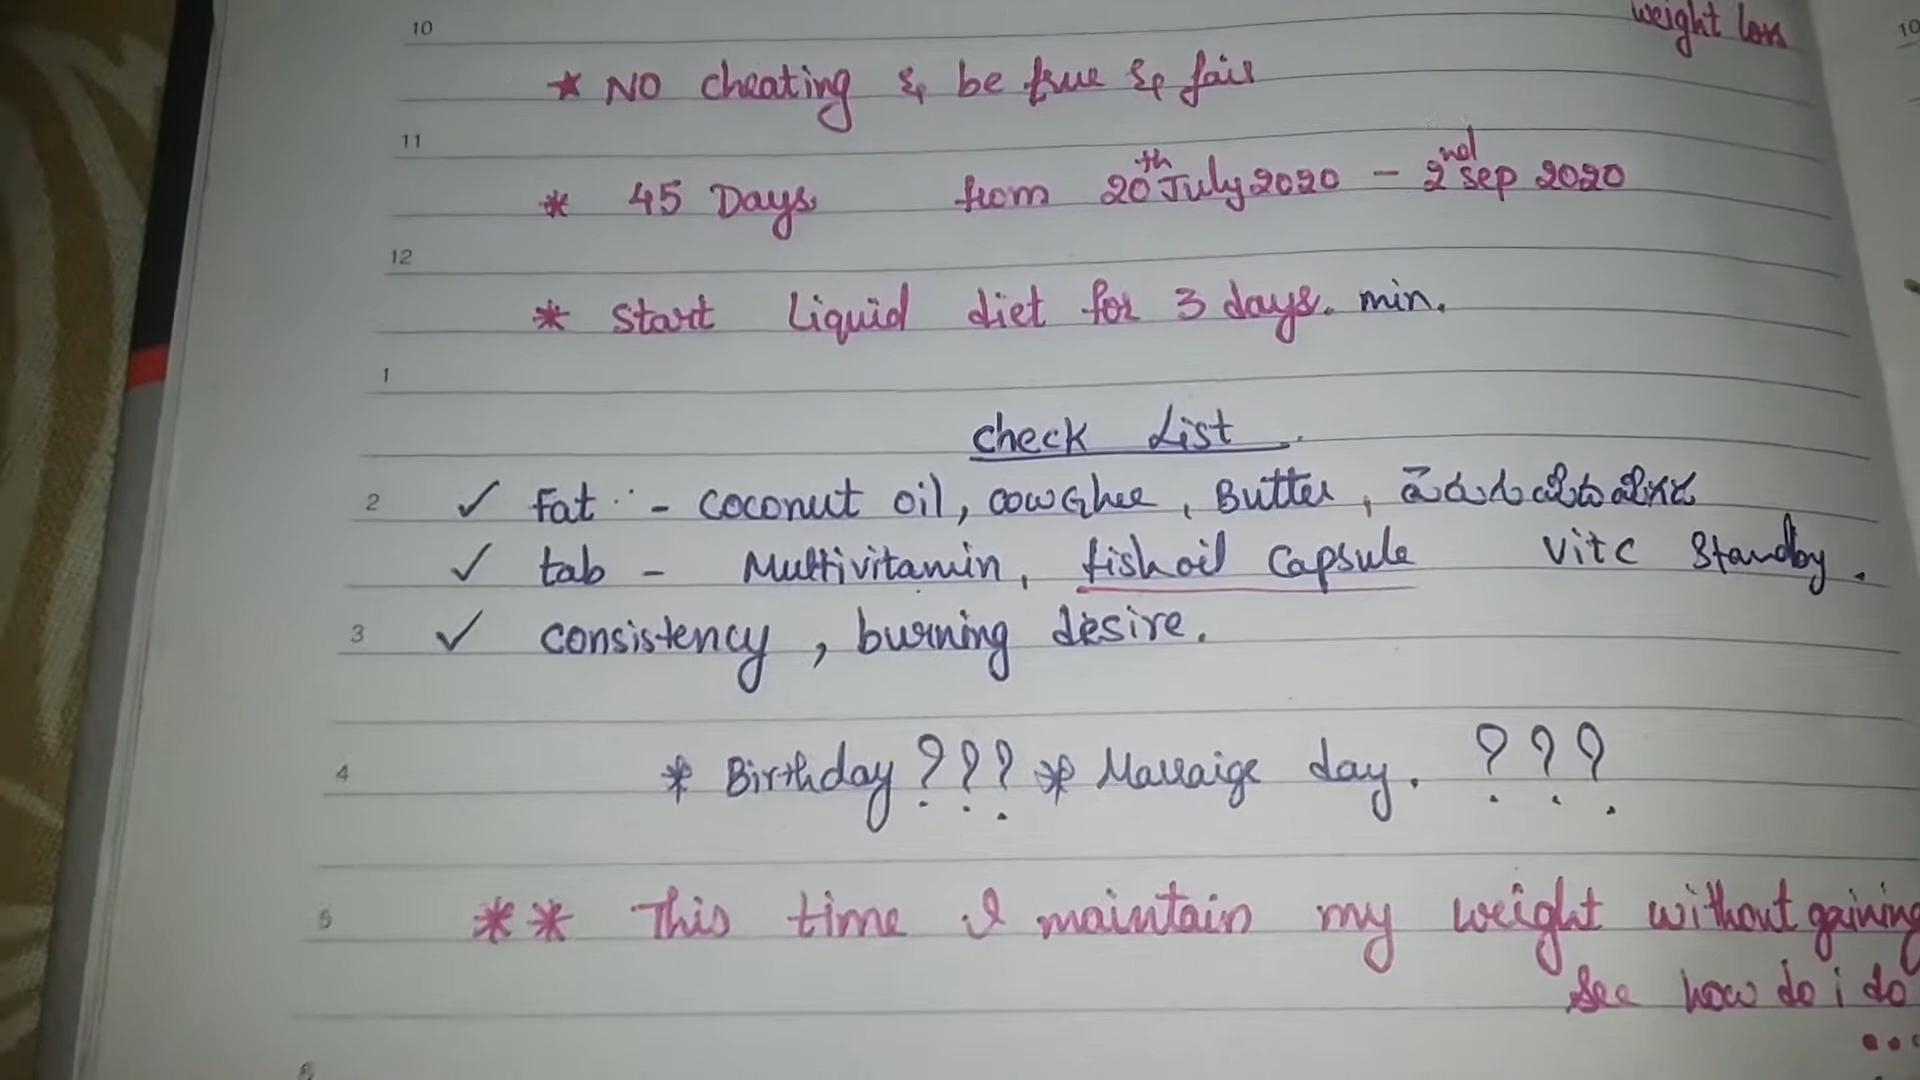 weight loss
10
* NO cheating & be true & fair
11
* 45 Days from 20th July 2020 - 2nd Sep 2020
12
* Start Liquid diet for 3 days. min.
1
Check List
2 ✓ Fat :- Coconut oil, cowGhee, Butter,
✓ tab - Multivitamin, fishoil Capsule vitc Standby.
3 ✓ consistency, burning desire.
4 * Birthday ??? * Marraige day. ???
5 ** This time I maintain my weight without gaining
See how do i do
6
10